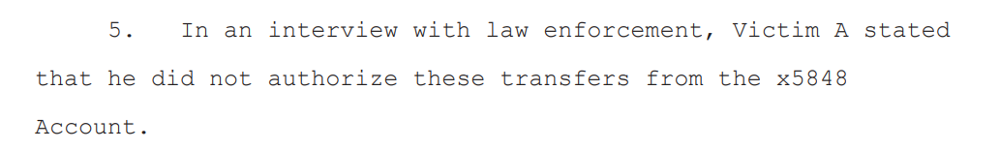 5. In an interview with law enforcement, Victim A stated
that he did not authorize these transfers from the x5848
Account.